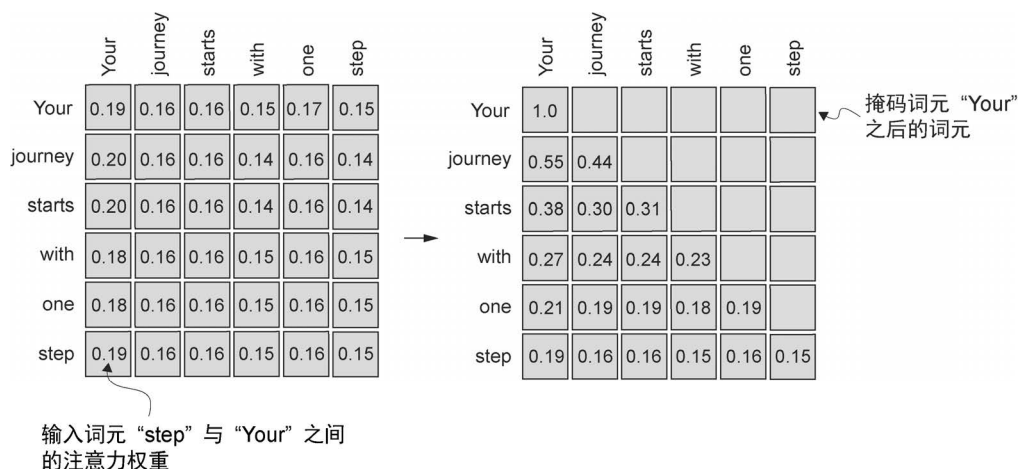 Your journey starts with one step
Your 0.19 0.16 0.16 0.15 0.17 0.15
journey 0.20 0.16 0.16 0.14 0.16 0.14
starts 0.20 0.16 0.16 0.14 0.16 0.14
with 0.18 0.16 0.16 0.15 0.16 0.15
one 0.18 0.16 0.16 0.15 0.16 0.15
step 0.19 0.16 0.16 0.15 0.16 0.15
输入词元 “step” 与 “Your” 之间
的注意力权重
Your journey starts with one step
Your 1.0
journey 0.55 0.44
starts 0.38 0.30 0.31
with 0.27 0.24 0.24 0.23
one 0.21 0.19 0.19 0.18 0.19
step 0.19 0.16 0.16 0.15 0.16 0.15
掩码词元 “Your”
之后的词元